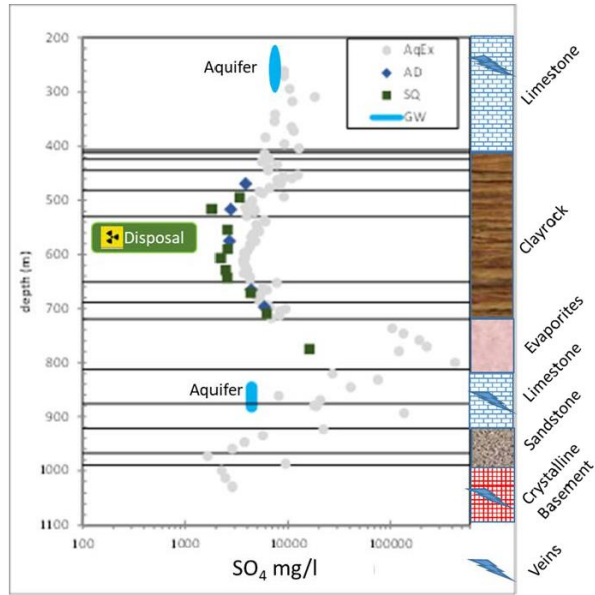 200
300
400
500
600
700
800
900
1000
1100
depth (m)
Aquifer
AqEx
AD
SQ
GW
Disposal
Aquifer
100
1000
10000
100000
SO4 mg/l
Limestone
Clayrock
Evaporites
Limestone
Sandstone
Crystalline
Basement
Veins